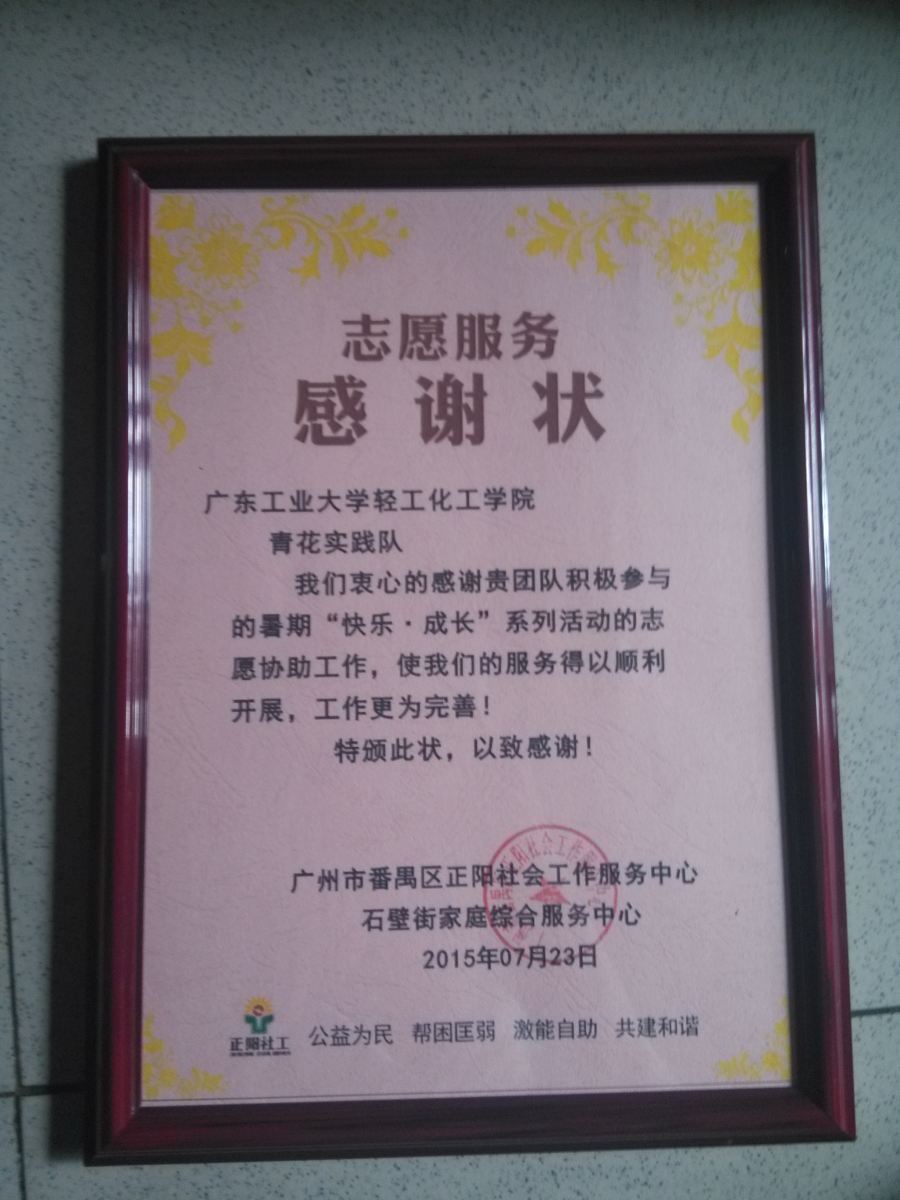 志愿服务
感谢状
广东工业大学轻工化工学院
青花实践队
我们衷心的感谢贵团队积极参与
的暑期“快乐·成长”系列活动的志
愿协助工作，使我们的服务得以顺利
开展，工作更为完善！
特颁此状，以致感谢！
广州市番禺区正阳社会工作服务中心
石壁街家庭综合服务中心
2015年07月23日
正阳社工
公益为民 帮困匡弱 激能自助 共建和谐